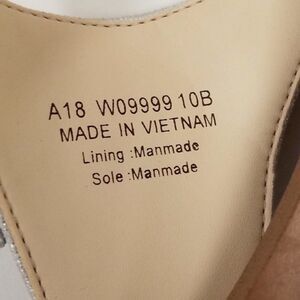 A18 W09999 10B
MADE IN VIETNAM
Lining :Manmade
Sole :Manmade